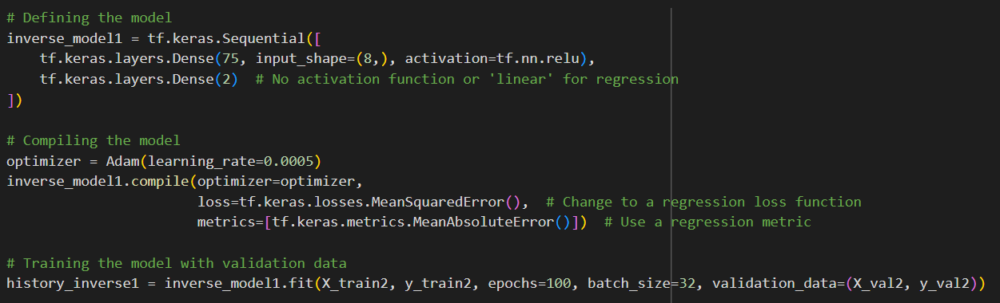 # Defining the model
inverse_model1 = tf.keras.Sequential([
    tf.keras.layers.Dense(75, input_shape=(8,), activation=tf.nn.relu),
    tf.keras.layers.Dense(2)  # No activation function or 'linear' for regression
])

# Compiling the model
optimizer = Adam(learning_rate=0.0005)
inverse_model1.compile(optimizer=optimizer,
                       loss=tf.keras.losses.MeanSquaredError(),  # Change to a regression loss function
                       metrics=[tf.keras.metrics.MeanAbsoluteError()])  # Use a regression metric

# Training the model with validation data
history_inverse1 = inverse_model1.fit(X_train2, y_train2, epochs=100, batch_size=32, validation_data=(X_val2, y_val2))